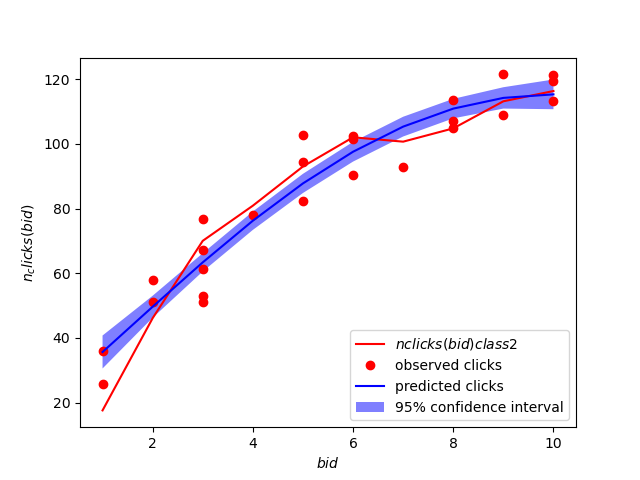 120
100
80
60
40
20
n_clicks(bid)
nclicks(bid)class2
observed clicks
predicted clicks
95% confidence interval
2 4 6 8 10
bid